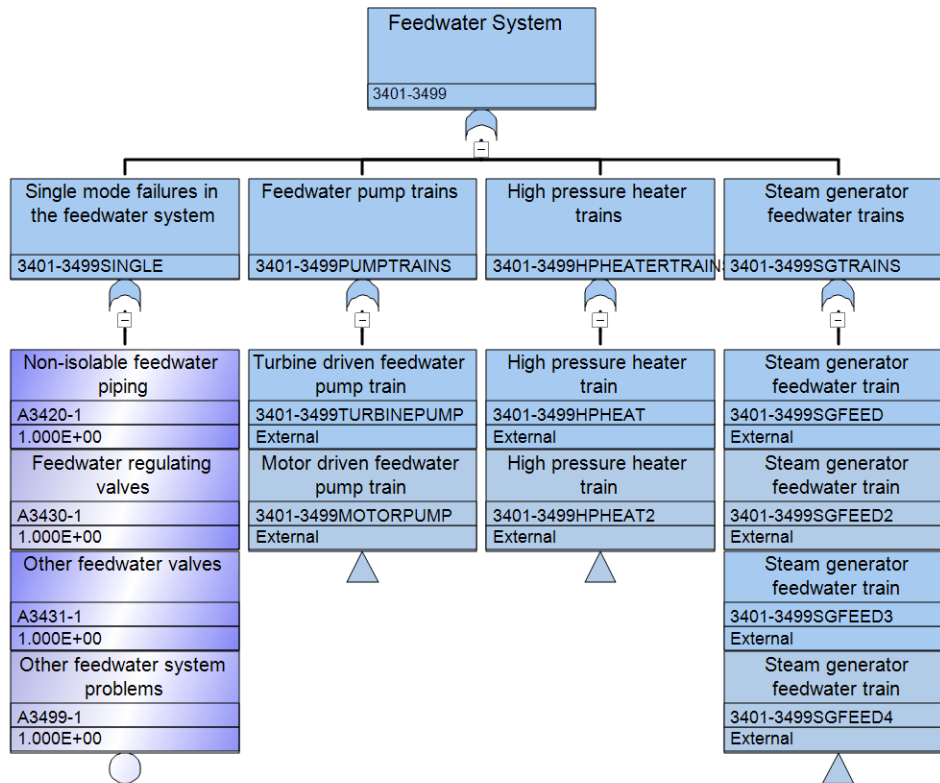 Feedwater System
3401-3499
Single mode failures in
the feedwater system
3401-3499SINGLE
Feedwater pump trains
3401-3499PUMPTRAINS
High pressure heater
trains
3401-3499HPHEATERTRAINS
Steam generator
feedwater trains
3401-3499SGTRAINS
Non-isolable feedwater
piping
A3420-1
1.000E+00
Feedwater regulating
valves
A3430-1
1.000E+00
Other feedwater valves
A3431-1
1.000E+00
Other feedwater system
problems
A3499-1
1.000E+00
Turbine driven feedwater
pump train
3401-3499TURBINEPUMP
External
Motor driven feedwater
pump train
3401-3499MOTORPUMP
External
High pressure heater
train
3401-3499HPHEAT
External
High pressure heater
train
3401-3499HPHEAT2
External
Steam generator
feedwater train
3401-3499SGFEED
External
Steam generator
feedwater train
3401-3499SGFEED2
External
Steam generator
feedwater train
3401-3499SGFEED3
External
Steam generator
feedwater train
3401-3499SGFEED4
External